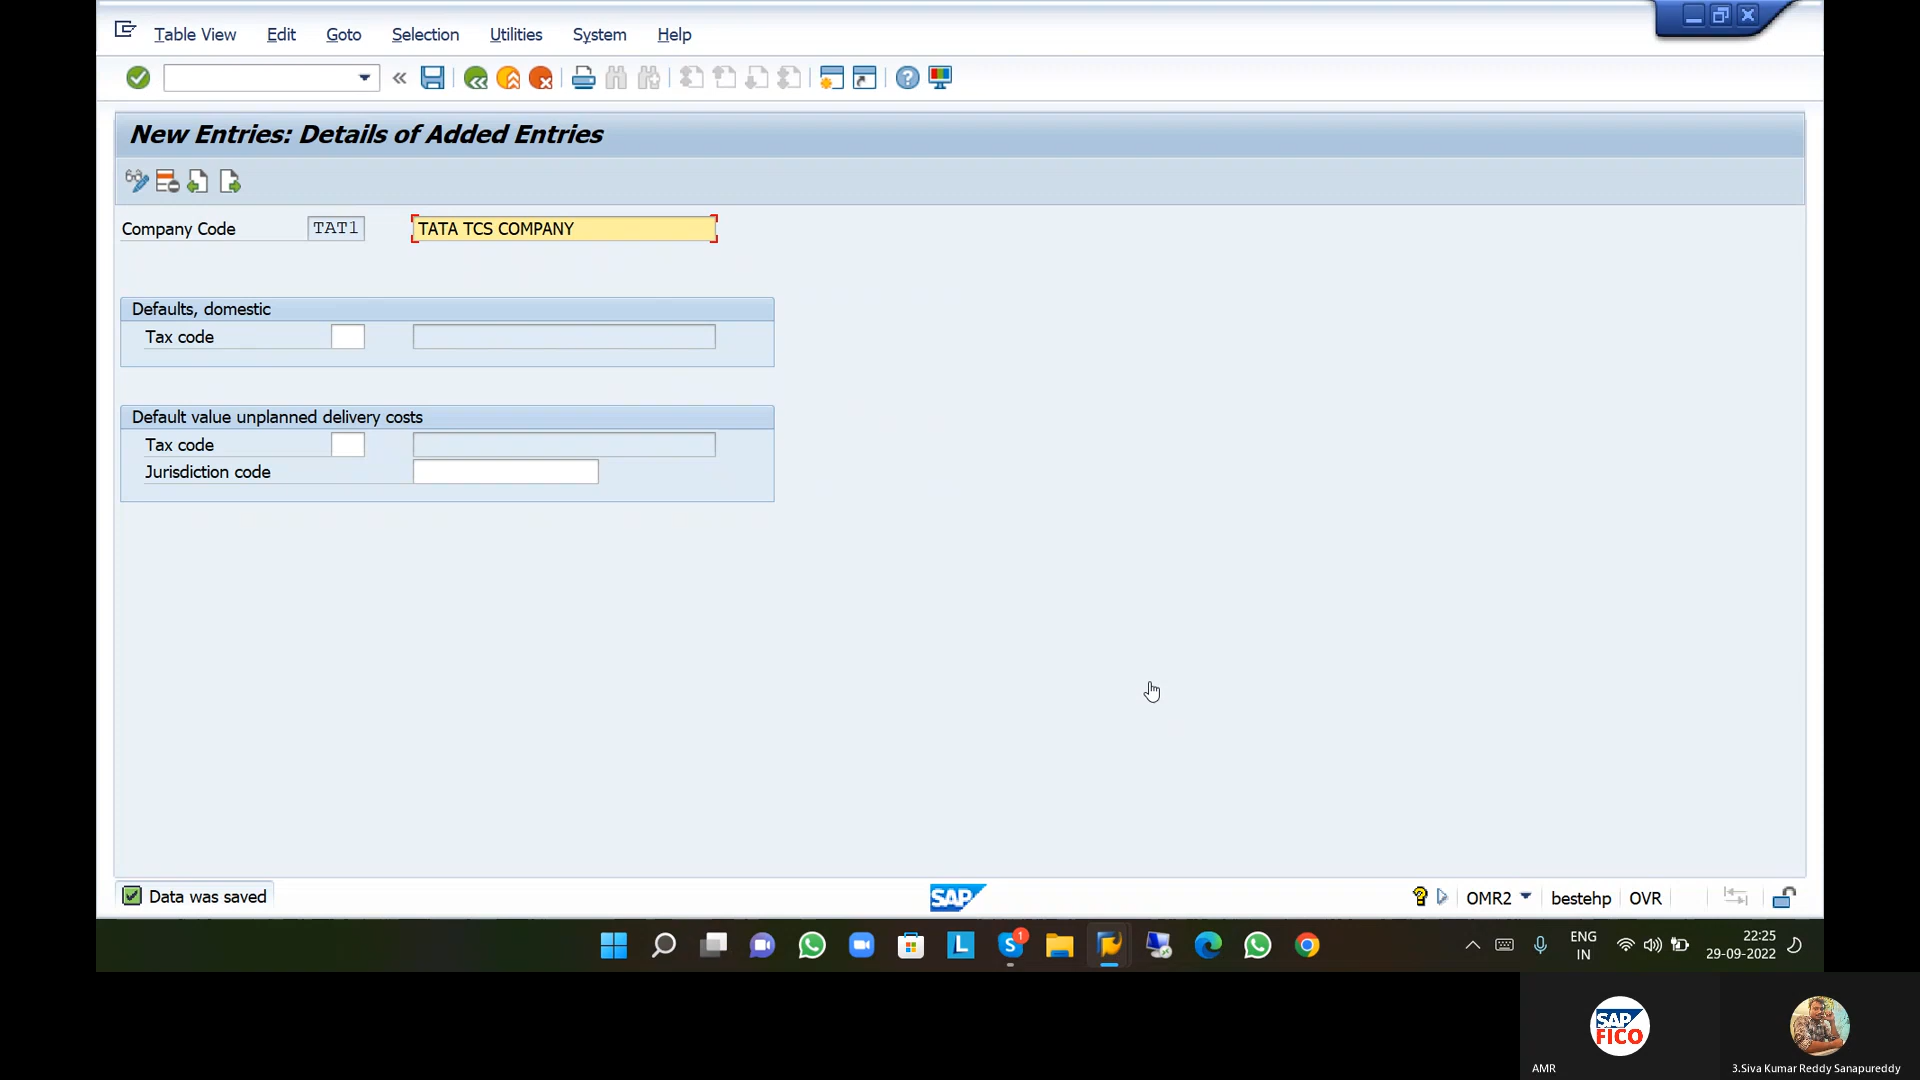 Table View Edit Goto Selection Utilities System Help
New Entries: Details of Added Entries
Company Code TAT1 TATA TCS COMPANY
Defaults, domestic
Tax code
Default value unplanned delivery costs
Tax code
Jurisdiction code
Data was saved
SAP
OMR2 bestehp OVR
L
S 1
ENG
IN
22:25
29-09-2022
SAP
FICO
AMR
3.Siva Kumar Reddy Sanapureddy